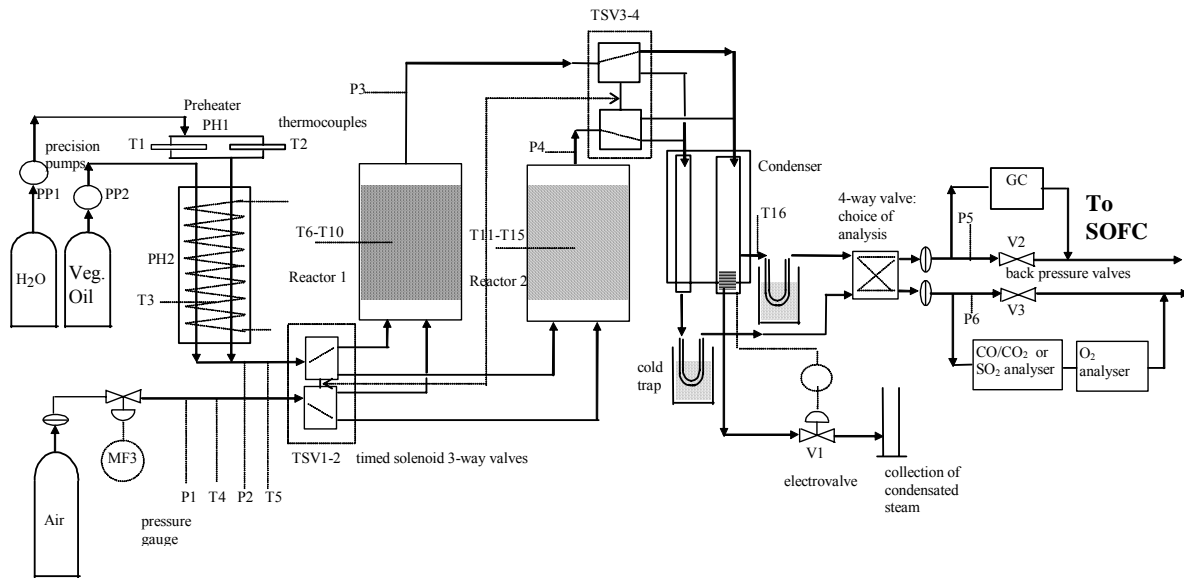 TSV3-4
P3
Preheater
PH1
thermocouples
T1
T2
precision
pumps
PP1
PP2
P4
Condenser
GC
To
SOFC
4-way valve:
choice of
analysis
T16
P5
V2
back pressure valves
T6-T10
T11-T15
Reactor 1
Reactor 2
H2O
Veg.
Oil
PH2
T3
P6
V3
CO/CO2 or
SO2 analyser
O2
analyser
cold
trap
MF3
TSV1-2
timed solenoid 3-way valves
V1
electrovalve
collection of
condensated
steam
P1
T4
P2
T5
Air
pressure
gauge